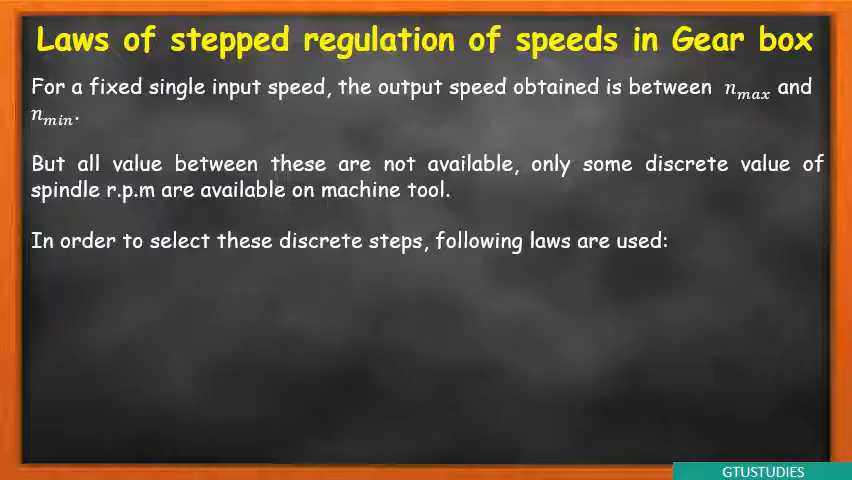 Laws of stepped regulation of speeds in Gear box
For a fixed single input speed, the output speed obtained is between n_max and
n_min.
But all value between these are not available, only some discrete value of
spindle r.p.m are available on machine tool.
In order to select these discrete steps, following laws are used:
GTUSTUDIES